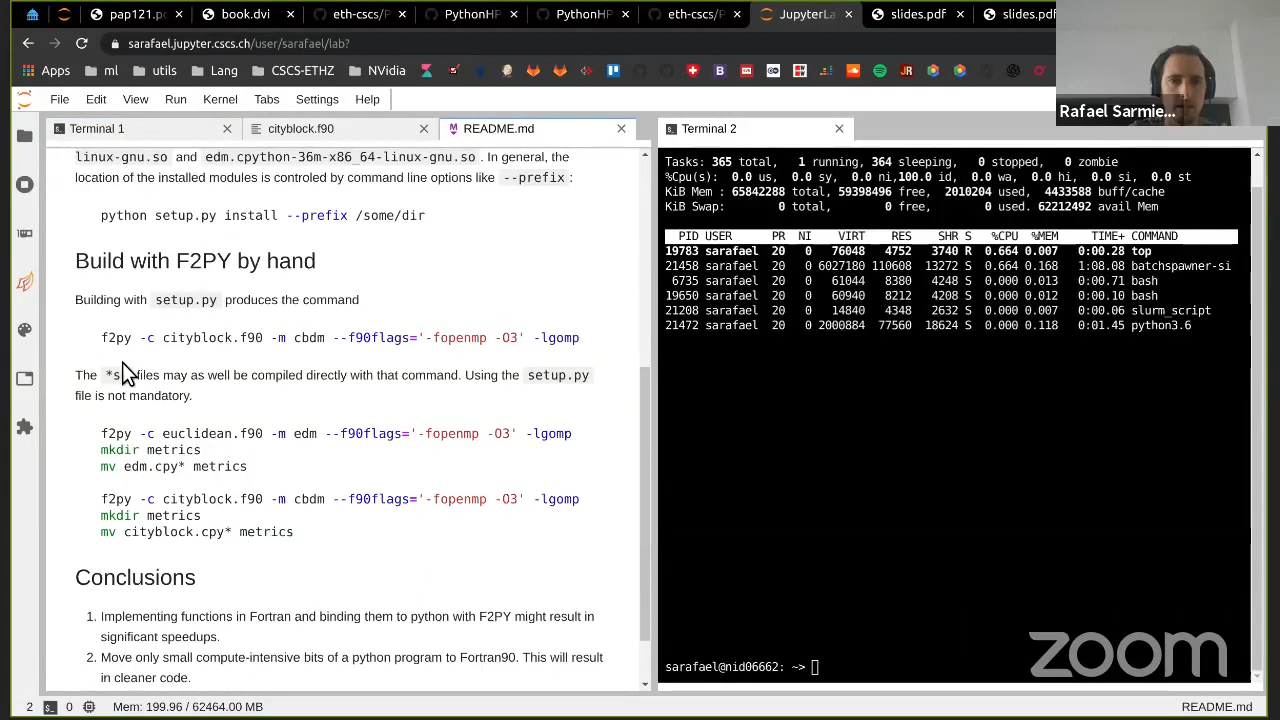 pap121.p
book.dvi
eth-cscs/
PythonHP
PythonHP
eth-cscs/
JupyterLa
slides.pdf
slides.pdf
sarafael.jupyter.cscs.ch/user/sarafael/lab?
Apps ml utils Lang CSCS-ETHZ NVidia
Rafael Sarmie...
File Edit View Run Kernel Tabs Settings Help
Terminal 1
cityblock.f90
README.md
Terminal 2
linux-gnu.so and edm.cpython-36m-x86_64-linux-gnu.so . In general, the
location of the installed modules is controled by command line options like --prefix :
python setup.py install --prefix /some/dir
Build with F2PY by hand
Building with setup.py produces the command
f2py -c cityblock.f90 -m cbdm --f90flags='-fopenmp -O3' -lgomp
The *s files may as well be compiled directly with that command. Using the setup.py
file is not mandatory.
f2py -c euclidean.f90 -m edm --f90flags='-fopenmp -O3' -lgomp
mkdir metrics
mv edm.cpy* metrics
f2py -c cityblock.f90 -m cbdm --f90flags='-fopenmp -O3' -lgomp
mkdir metrics
mv cityblock.cpy* metrics
Conclusions
1. Implementing functions in Fortran and binding them to python with F2PY might result in
significant speedups.
2. Move only small compute-intensive bits of a python program to Fortran90. This will result
in cleaner code.
Tasks: 365 total, 1 running, 364 sleeping, 0 stopped, 0 zombie
%Cpu(s): 0.0 us, 0.0 sy, 0.0 ni,100.0 id, 0.0 wa, 0.0 hi, 0.0 si, 0.0 st
KiB Mem : 65842288 total, 59398496 free, 2010204 used, 4433588 buff/cache
KiB Swap: 0 total, 0 free, 0 used. 62212492 avail Mem
PID USER PR NI VIRT RES SHR S %CPU %MEM TIME+ COMMAND
19783 sarafael 20 0 76048 4752 3740 R 0.664 0.007 0:00.28 top
21458 sarafael 20 0 6027180 110608 13272 S 0.664 0.168 1:08.08 batchspawner-si
6735 sarafael 20 0 61044 8380 4248 S 0.000 0.013 0:00.71 bash
19650 sarafael 20 0 60940 8212 4208 S 0.000 0.012 0:00.10 bash
21208 sarafael 20 0 14840 4348 2632 S 0.000 0.007 0:00.06 slurm_script
21472 sarafael 20 0 2000884 77560 18624 S 0.000 0.118 0:01.45 python3.6
sarafael@nid06662: ~>
zoom
2 0 Mem: 199.96 / 62464.00 MB
README.md